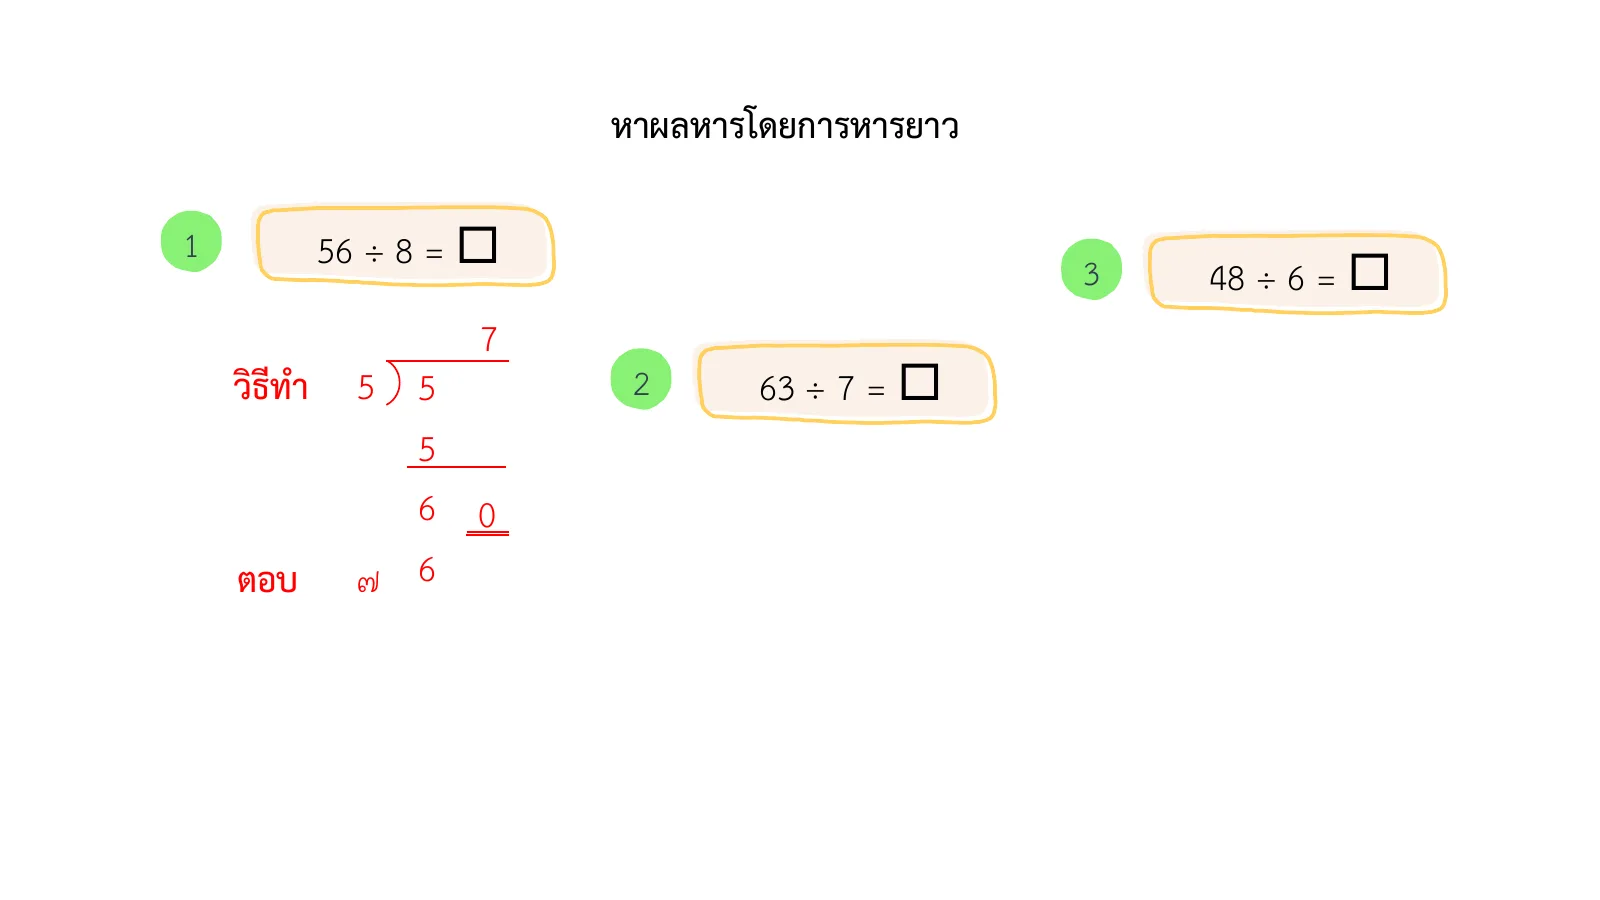 หาผลหารโดยการหารยาว
1
56 ÷ 8 = □
7
วิธีทำ 5 ) 5
5
6 0
6
ตอบ ๗
2
63 ÷ 7 = □
3
48 ÷ 6 = □